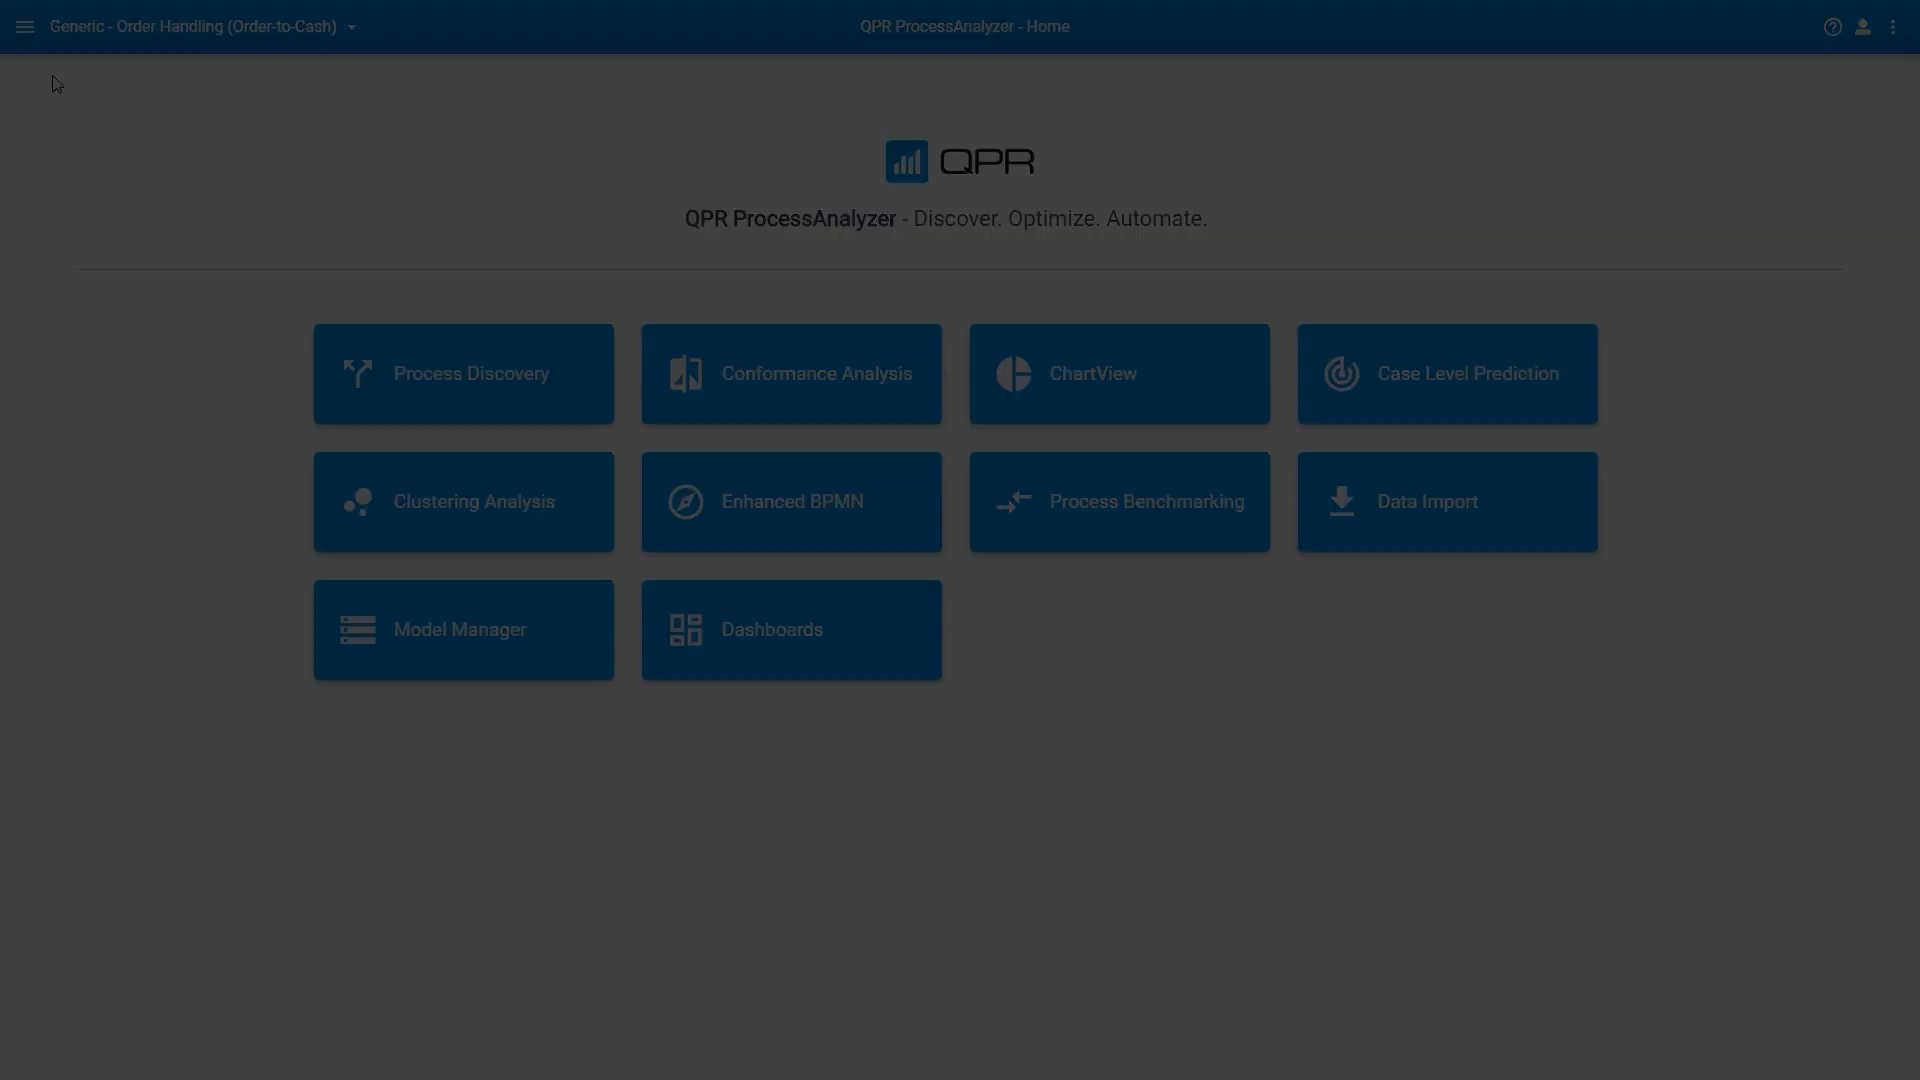 Generic - Order Handling (Order-to-Cash)
QPR ProcessAnalyzer - Home
QPR
QPR ProcessAnalyzer - Discover. Optimize. Automate.
Process Discovery
Conformance Analysis
ChartView
Case Level Prediction
Clustering Analysis
Enhanced BPMN
Process Benchmarking
Data Import
Model Manager
Dashboards